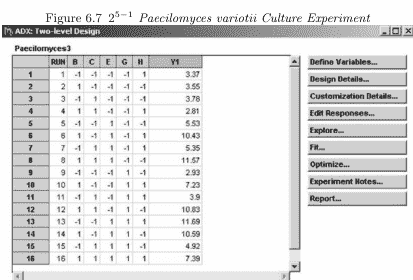 Figure 6.7 2^5−1 Paecilomyces variotii Culture Experiment
ADX: Two-level Design
Paecilomyces3
RUN B C E G H Y1
1 1 -1 -1 -1 -1 1 3.37
2 2 1 -1 -1 -1 -1 3.55
3 3 -1 1 -1 -1 -1 3.78
4 4 1 1 -1 -1 1 2.81
5 5 -1 -1 1 -1 -1 5.53
6 6 1 -1 1 -1 1 10.43
7 7 -1 1 1 -1 1 5.35
8 8 1 1 1 -1 -1 11.57
9 9 -1 -1 -1 1 -1 2.93
10 10 1 -1 -1 1 1 7.23
11 11 -1 1 -1 1 1 3.9
12 12 1 1 -1 1 -1 10.83
13 13 -1 -1 1 1 1 11.69
14 14 1 -1 1 1 -1 10.59
15 15 -1 1 1 1 -1 4.92
16 16 1 1 1 1 1 7.39
Define Variables...
Design Details...
Customization Details...
Edit Responses...
Explore...
Fit...
Optimize...
Experiment Notes...
Report...